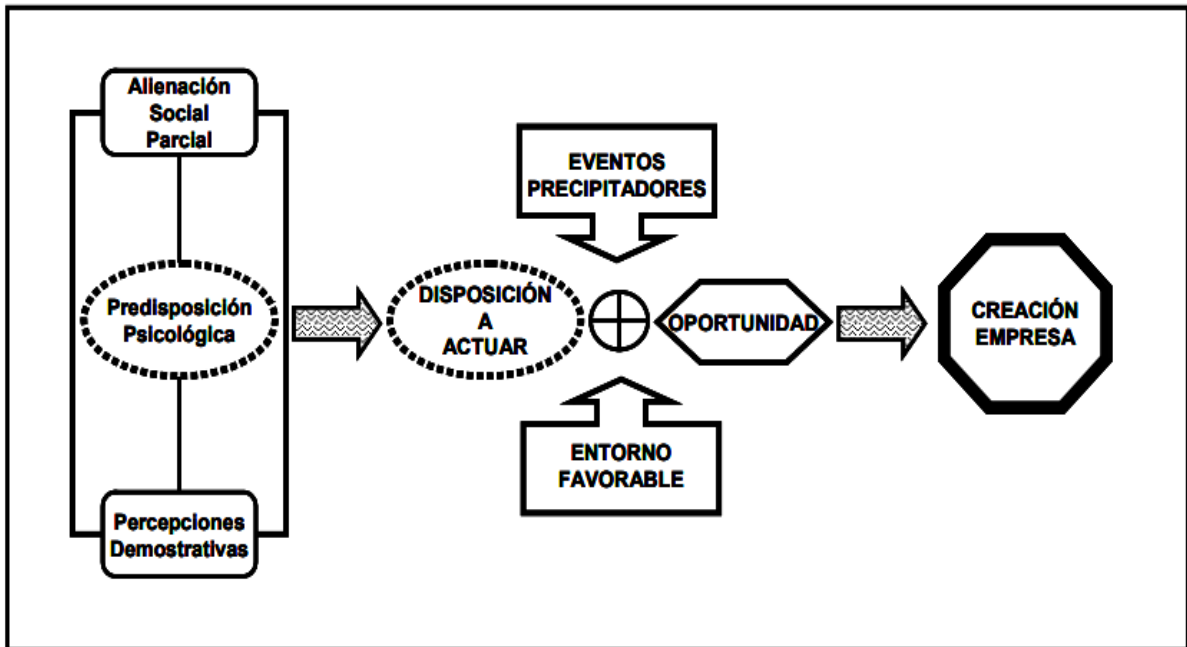 Alienación
Social
Parcial
Predisposición
Psicológica
Percepciones
Demostrativas
DISPOSICIÓN
A
ACTUAR
EVENTOS
PRECIPITADORES
ENTORNO
FAVORABLE
OPORTUNIDAD
CREACIÓN
EMPRESA